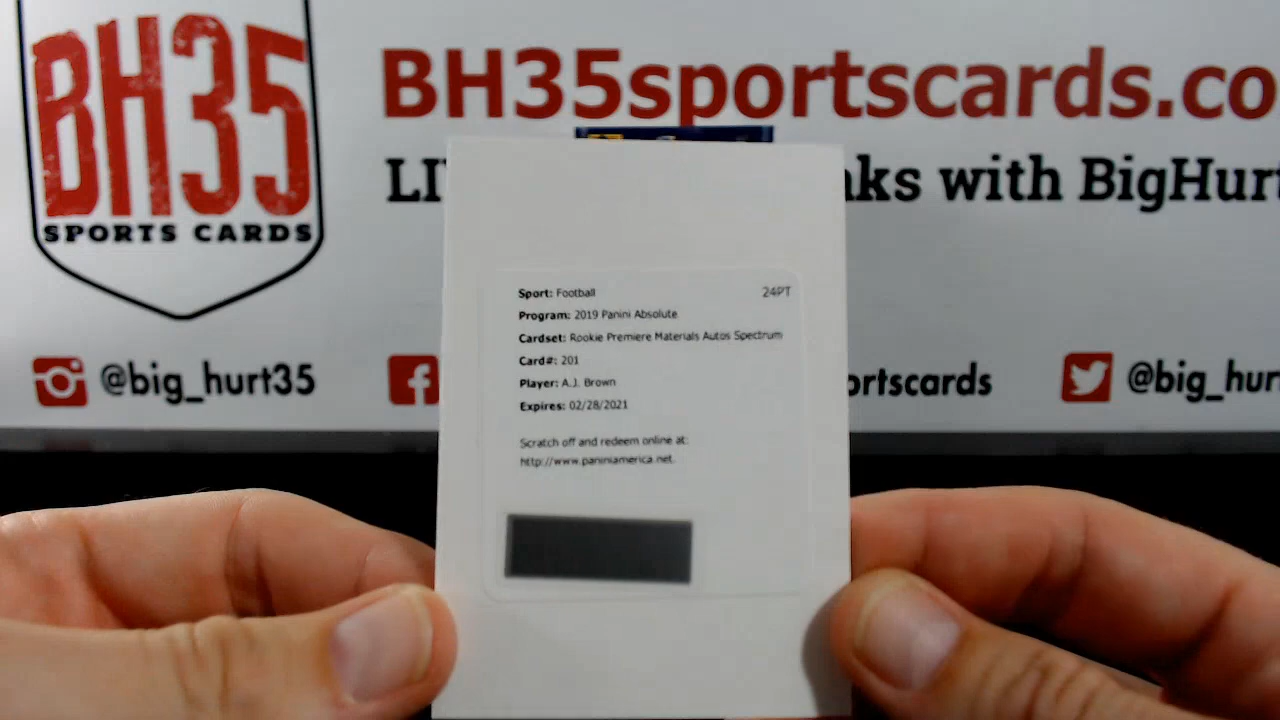 BH35
SPORTS CARDS
BH35sportscards.co
LI
ks with BigHurt
@big_hurt35
ortscards
@big_hur
Sport: Football 24PT
Program: 2019 Panini Absolute
Cardset: Rookie Premiere Materials Autos Spectrum
Card#: 201
Player: A.J. Brown
Expires: 02/28/2021
Scratch off and redeem online at:
http://www.paniniamerica.net.